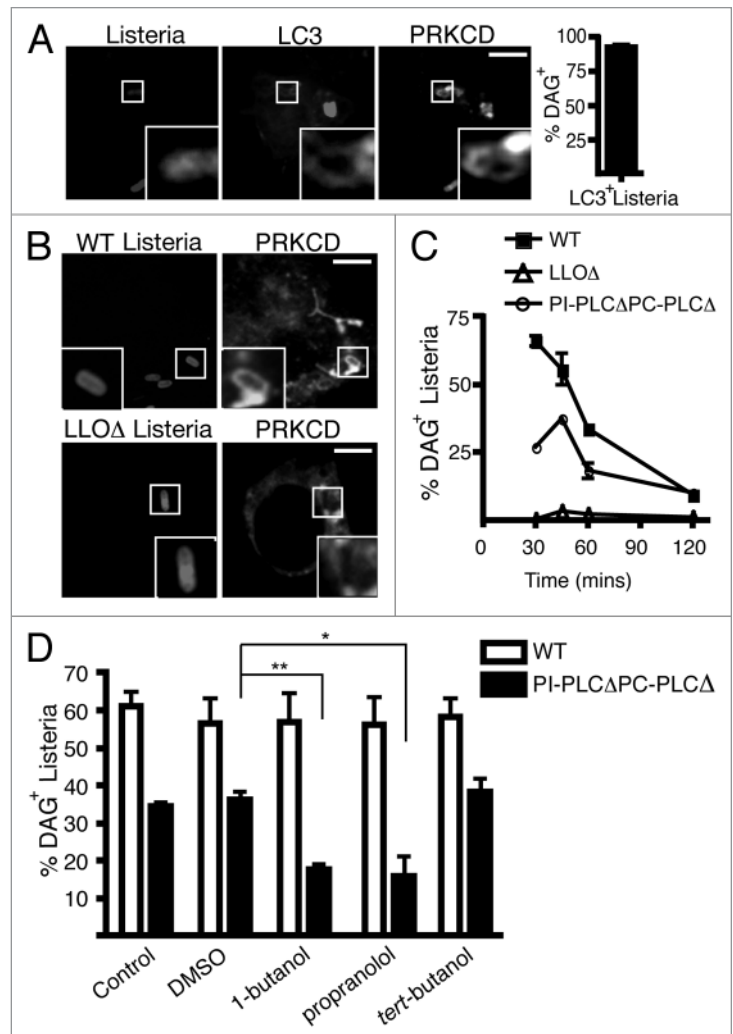 A
Listeria
LC3
PRKCD
% DAG+
100
75
50
25
LC3+Listeria
B
WT Listeria
PRKCD
LLOΔ Listeria
PRKCD
C
WT
LLOΔ
PI-PLCΔPC-PLCΔ
% DAG+ Listeria
75
50
25
0 30 60 90 120
Time (mins)
D
WT
PI-PLCΔPC-PLCΔ
*
**
% DAG+ Listeria
70
60
50
40
30
20
10
Control
DMSO
1-butanol
propranolol
tert-butanol